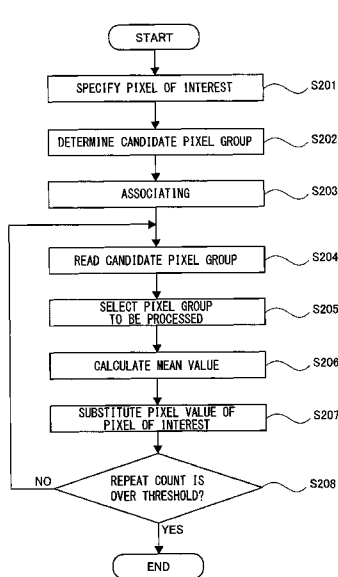 START
SPECIFY PIXEL OF INTEREST
S201
DETERMINE CANDIDATE PIXEL GROUP
S202
ASSOCIATING
S203
READ CANDIDATE PIXEL GROUP
S204
SELECT PIXEL GROUP
TO BE PROCESSED
S205
CALCULATE MEAN VALUE
S206
SUBSTITUTE PIXEL VALUE OF
PIXEL OF INTEREST
S207
REPEAT COUNT IS
OVER THRESHOLD?
S208
NO
YES
END